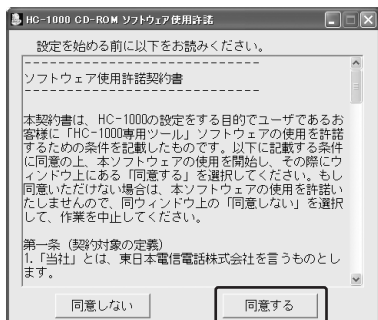 HC-1000 CD-ROM ソフトウェア使用許諾
設定を始める前に以下をお読みください。
ソフトウェア使用許諾契約書
本契約書は、HC-1000の設定をする目的でユーザであるお
客様に「HC-1000専用ツール」ソフトウェアの使用を許諾
するための条件を記載したものです。以下に記載する条件
に同意の上、本ソフトウェアの使用を開始し、その際にウ
ィンドウ上にある「同意する」を選択してください。もし
同意いただけない場合は、本ソフトウェアの使用を許諾い
たしませんので、同ウィンドウ上の「同意しない」を選択
して、作業を中止してください。
第一条 (契約対象の定義)
1.「当社」とは、東日本電信電話株式会社を言うものとし
ます。
同意しない
同意する